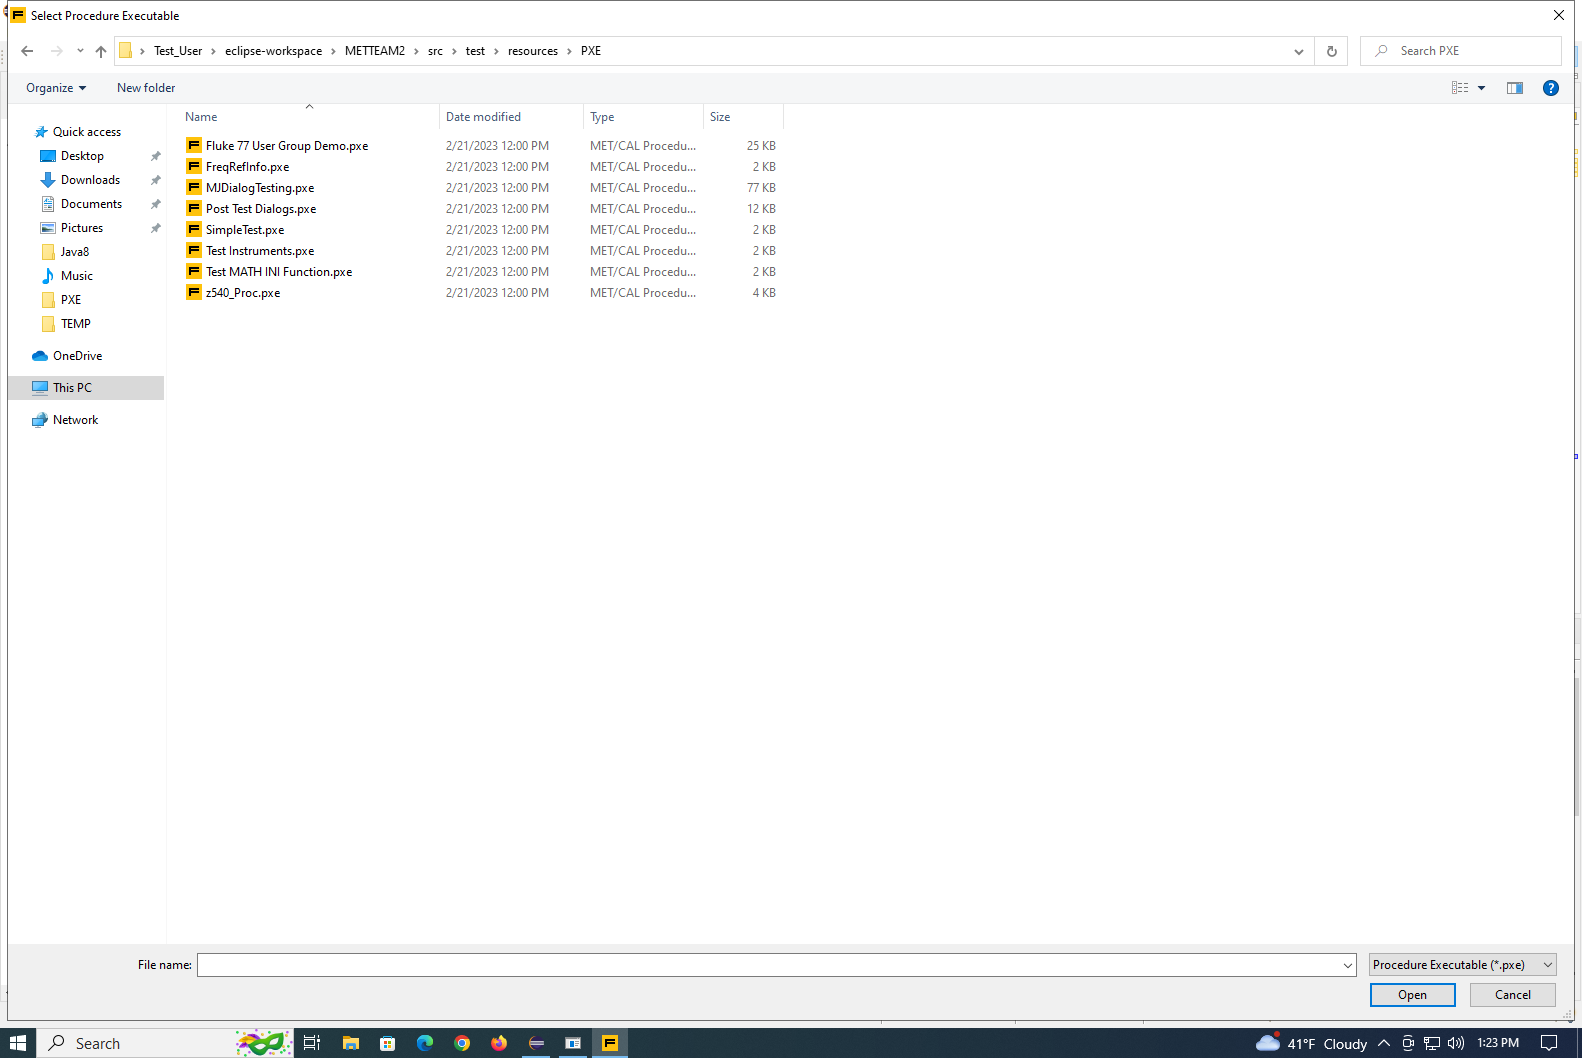 Select Procedure Executable
Test_User eclipse-workspace METTEAM2 src test resources PXE
Search PXE
Organize New folder
Name Date modified Type Size
Quick access
Desktop
Downloads
Documents
Pictures
Java8
Music
PXE
TEMP
OneDrive
This PC
Network
Fluke 77 User Group Demo.pxe 2/21/2023 12:00 PM MET/CAL Procedu... 25 KB
FreqRefInfo.pxe 2/21/2023 12:00 PM MET/CAL Procedu... 2 KB
MJDialogTesting.pxe 2/21/2023 12:00 PM MET/CAL Procedu... 77 KB
Post Test Dialogs.pxe 2/21/2023 12:00 PM MET/CAL Procedu... 12 KB
SimpleTest.pxe 2/21/2023 12:00 PM MET/CAL Procedu... 2 KB
Test Instruments.pxe 2/21/2023 12:00 PM MET/CAL Procedu... 2 KB
Test MATH INI Function.pxe 2/21/2023 12:00 PM MET/CAL Procedu... 2 KB
z540_Proc.pxe 2/21/2023 12:00 PM MET/CAL Procedu... 4 KB
File name: Procedure Executable (*.pxe)
Open Cancel
Search 41°F Cloudy 1:23 PM